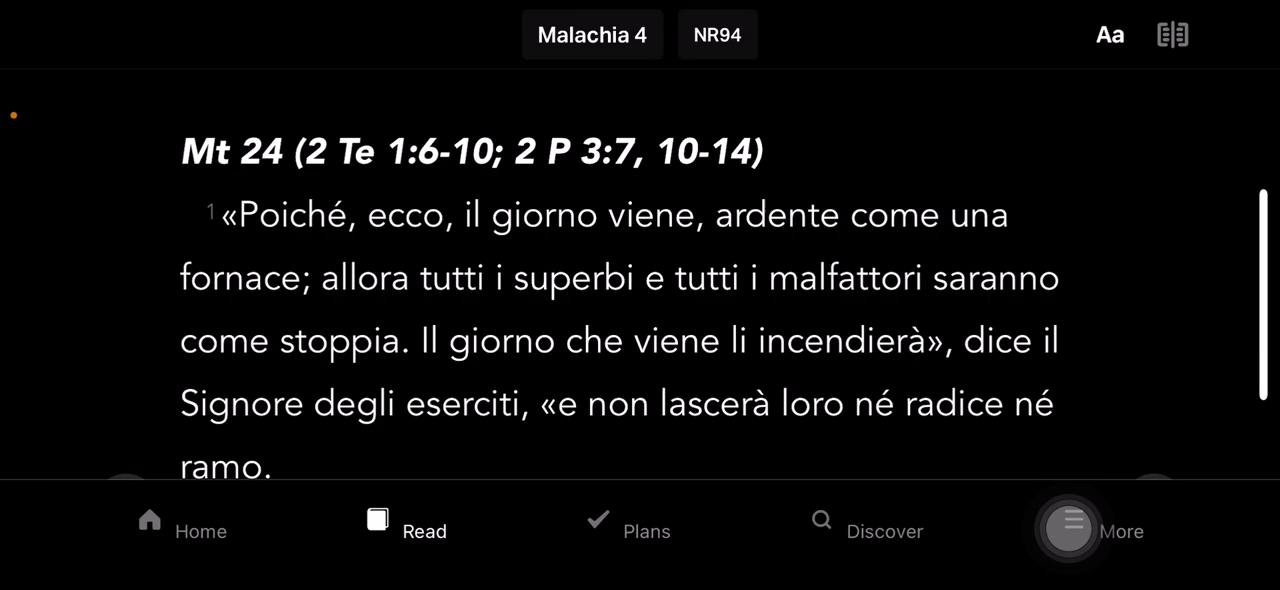 Malachia 4 NR94 Aa
Mt 24 (2 Te 1:6-10; 2 P 3:7, 10-14)
1 «Poiché, ecco, il giorno viene, ardente come una
fornace; allora tutti i superbi e tutti i malfattori saranno
come stoppia. Il giorno che viene li incendierà», dice il
Signore degli eserciti, «e non lascerà loro né radice né
ramo.
Home Read Plans Discover More